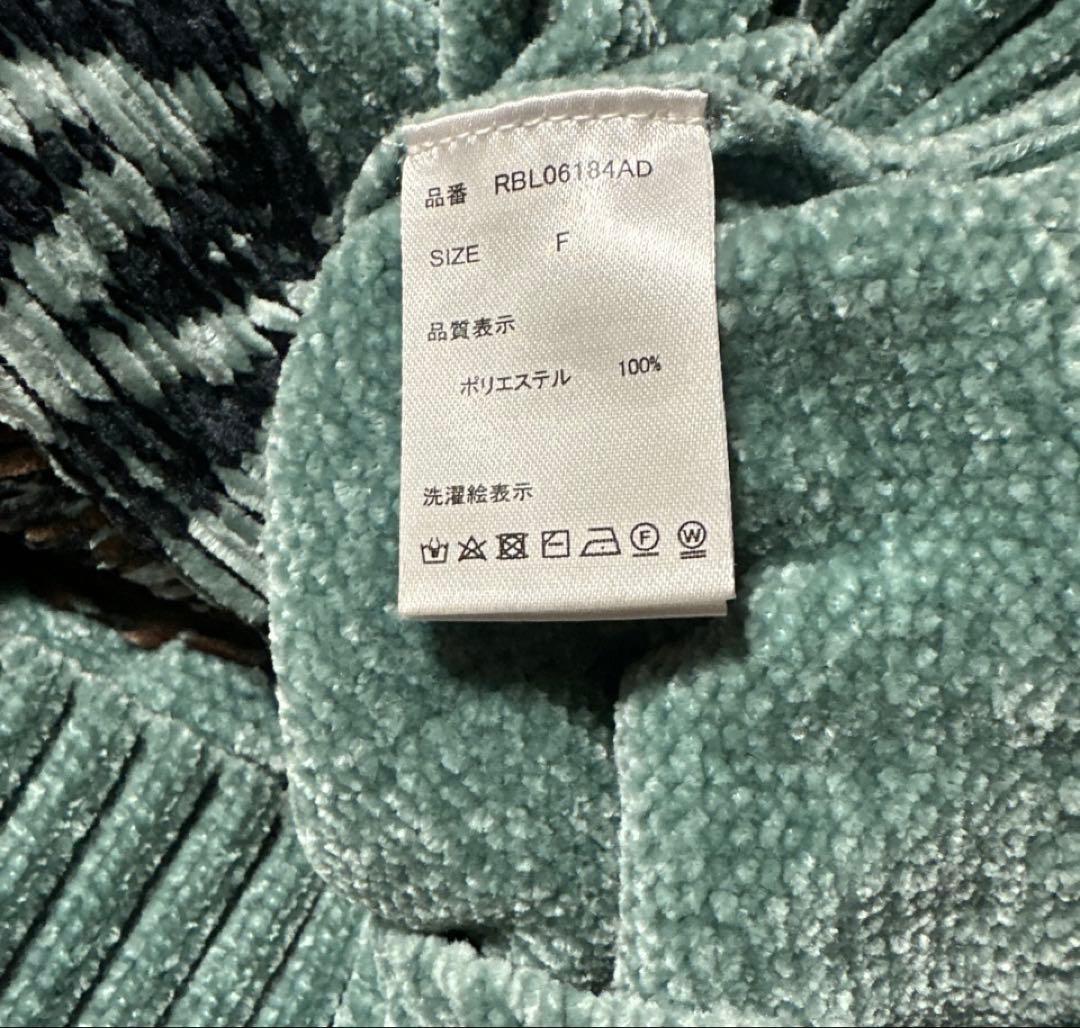 品番 RBL06184AD
SIZE F
品質表示
ポリエステル 100%
洗濯絵表示
F W